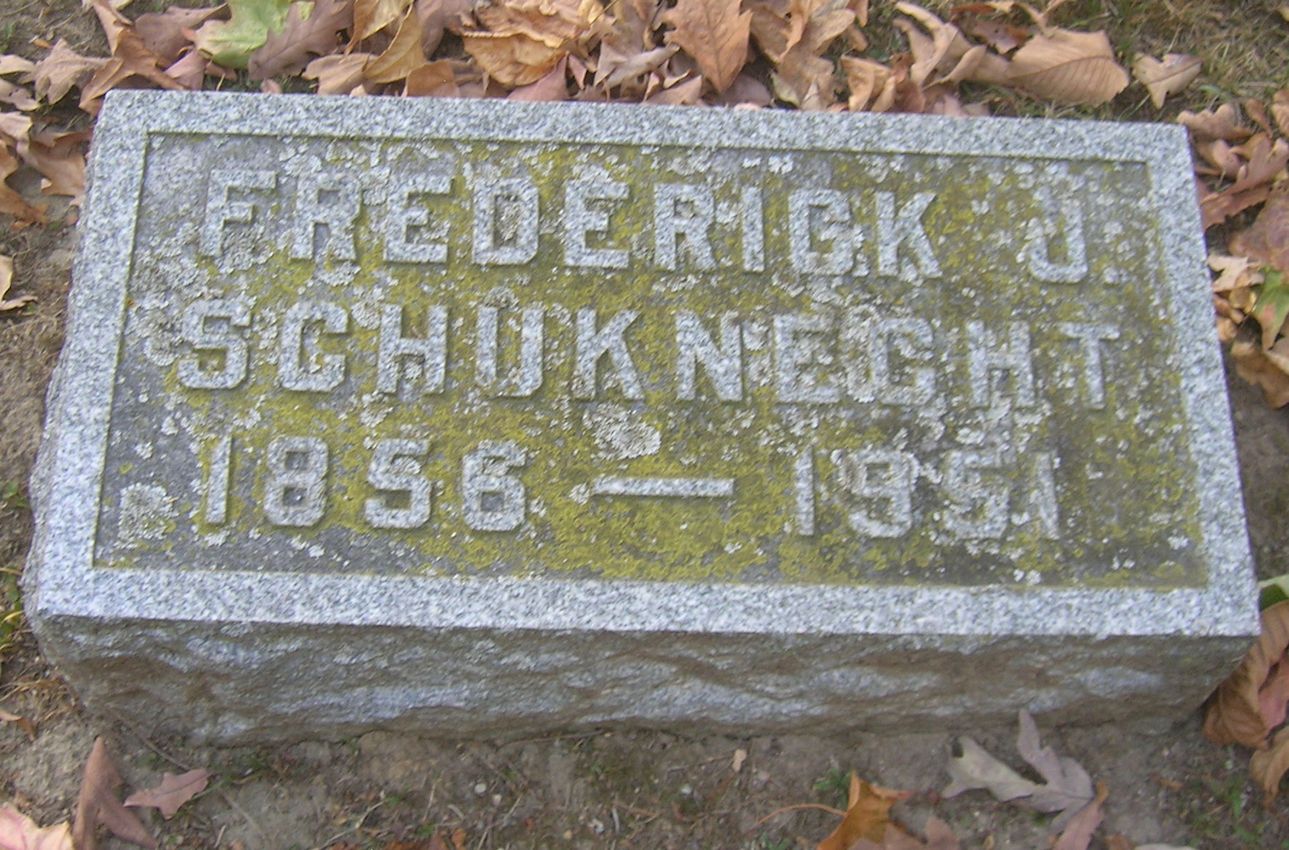 FREDERICK J.
SCHUKNECHT
1856 — 1951